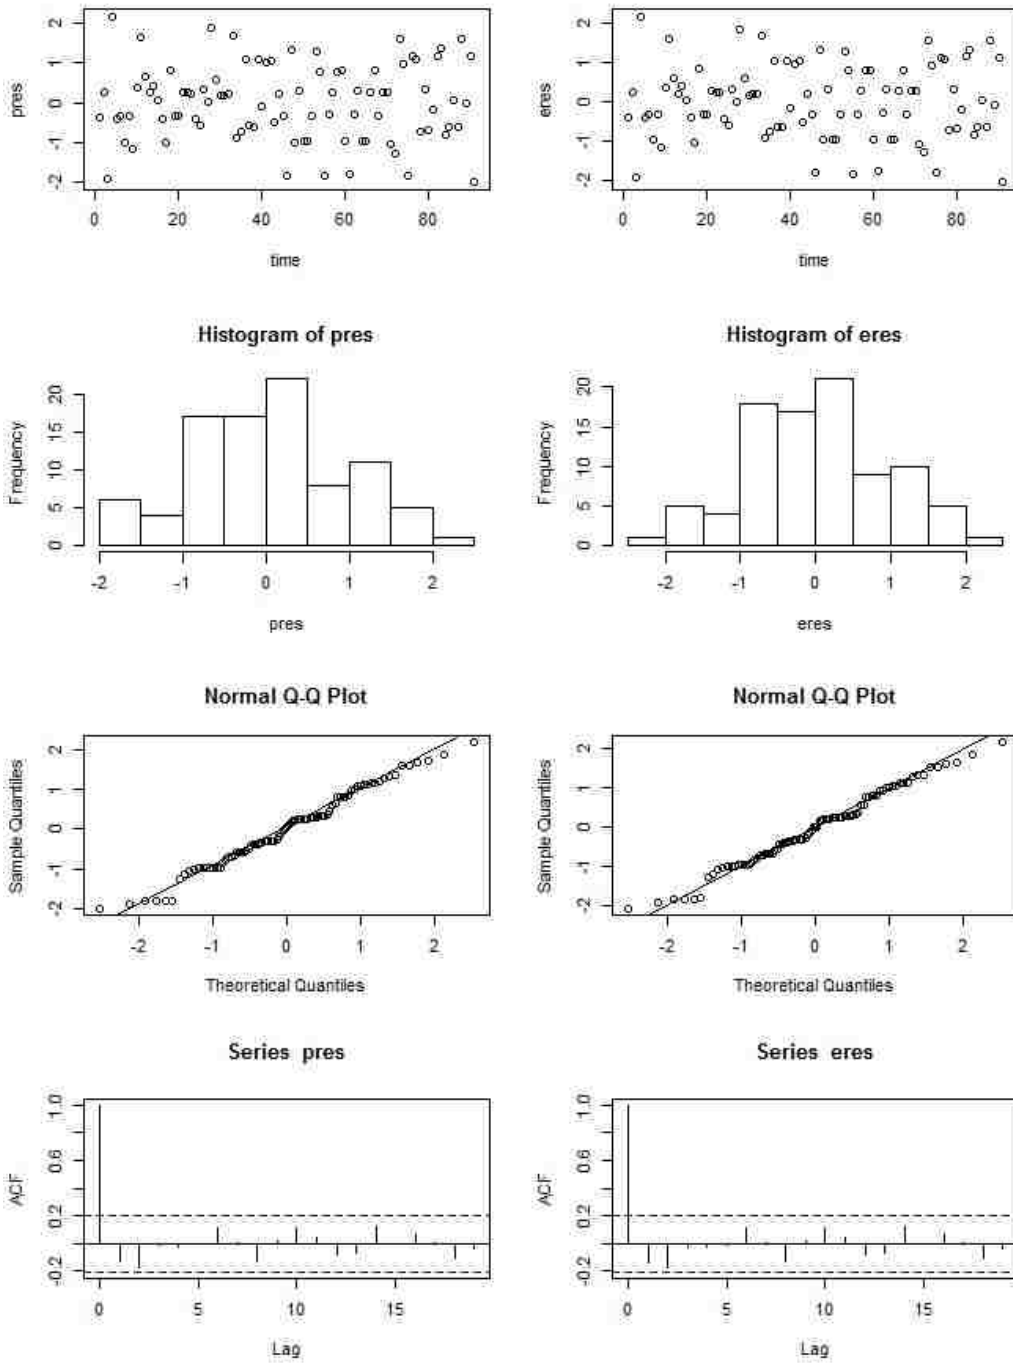 pres
2
1
0
-1
-2
0 20 40 60 80
time
eres
2
1
0
-1
-2
0 20 40 60 80
time
Histogram of pres
Frequency
20
15
10
5
0
-2 -1 0 1 2
pres
Histogram of eres
Frequency
20
15
10
5
0
-2 -1 0 1 2
eres
Normal Q-Q Plot
Sample Quantiles
2
1
0
-1
-2
-2 -1 0 1 2
Theoretical Quantiles
Normal Q-Q Plot
Sample Quantiles
2
1
0
-1
-2
-2 -1 0 1 2
Theoretical Quantiles
Series pres
ACF
1.0
0.6
0.2
-0.2
0 5 10 15
Lag
Series eres
ACF
1.0
0.6
0.2
-0.2
0 5 10 15
Lag